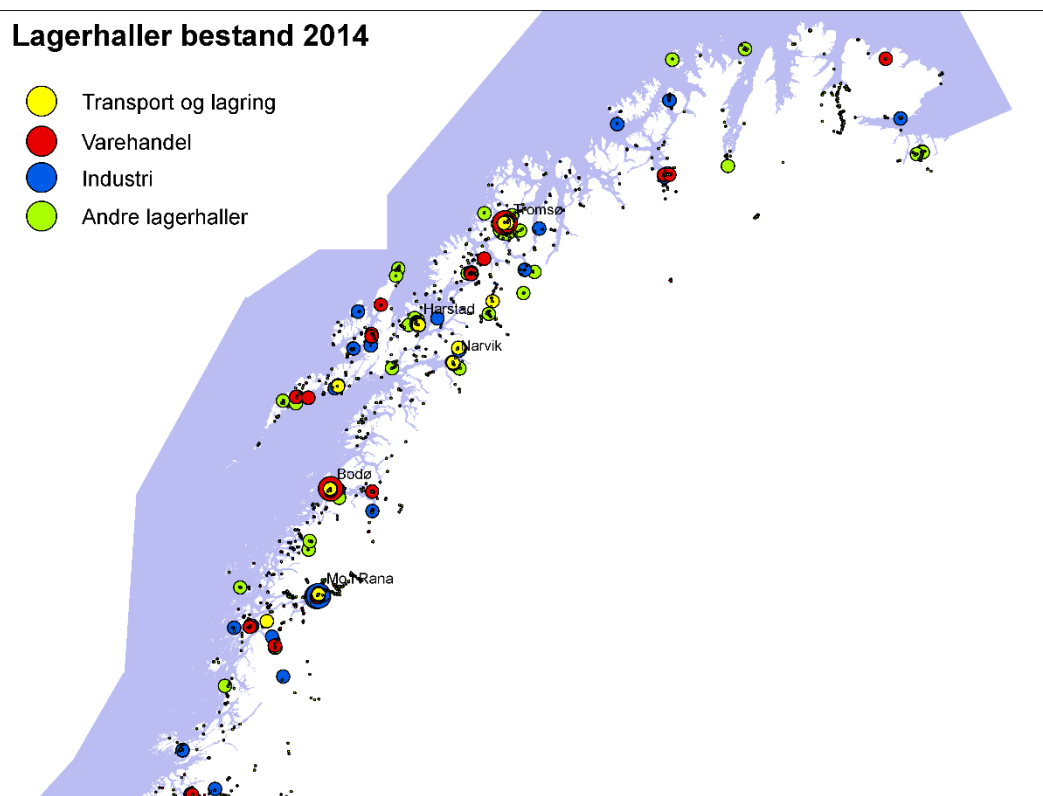 Lagerhaller bestand 2014
Transport og lagring
Varehandel
Industri
Andre lagerhaller
Tromsø
Harstad
Narvik
Bodø
Mo i Rana